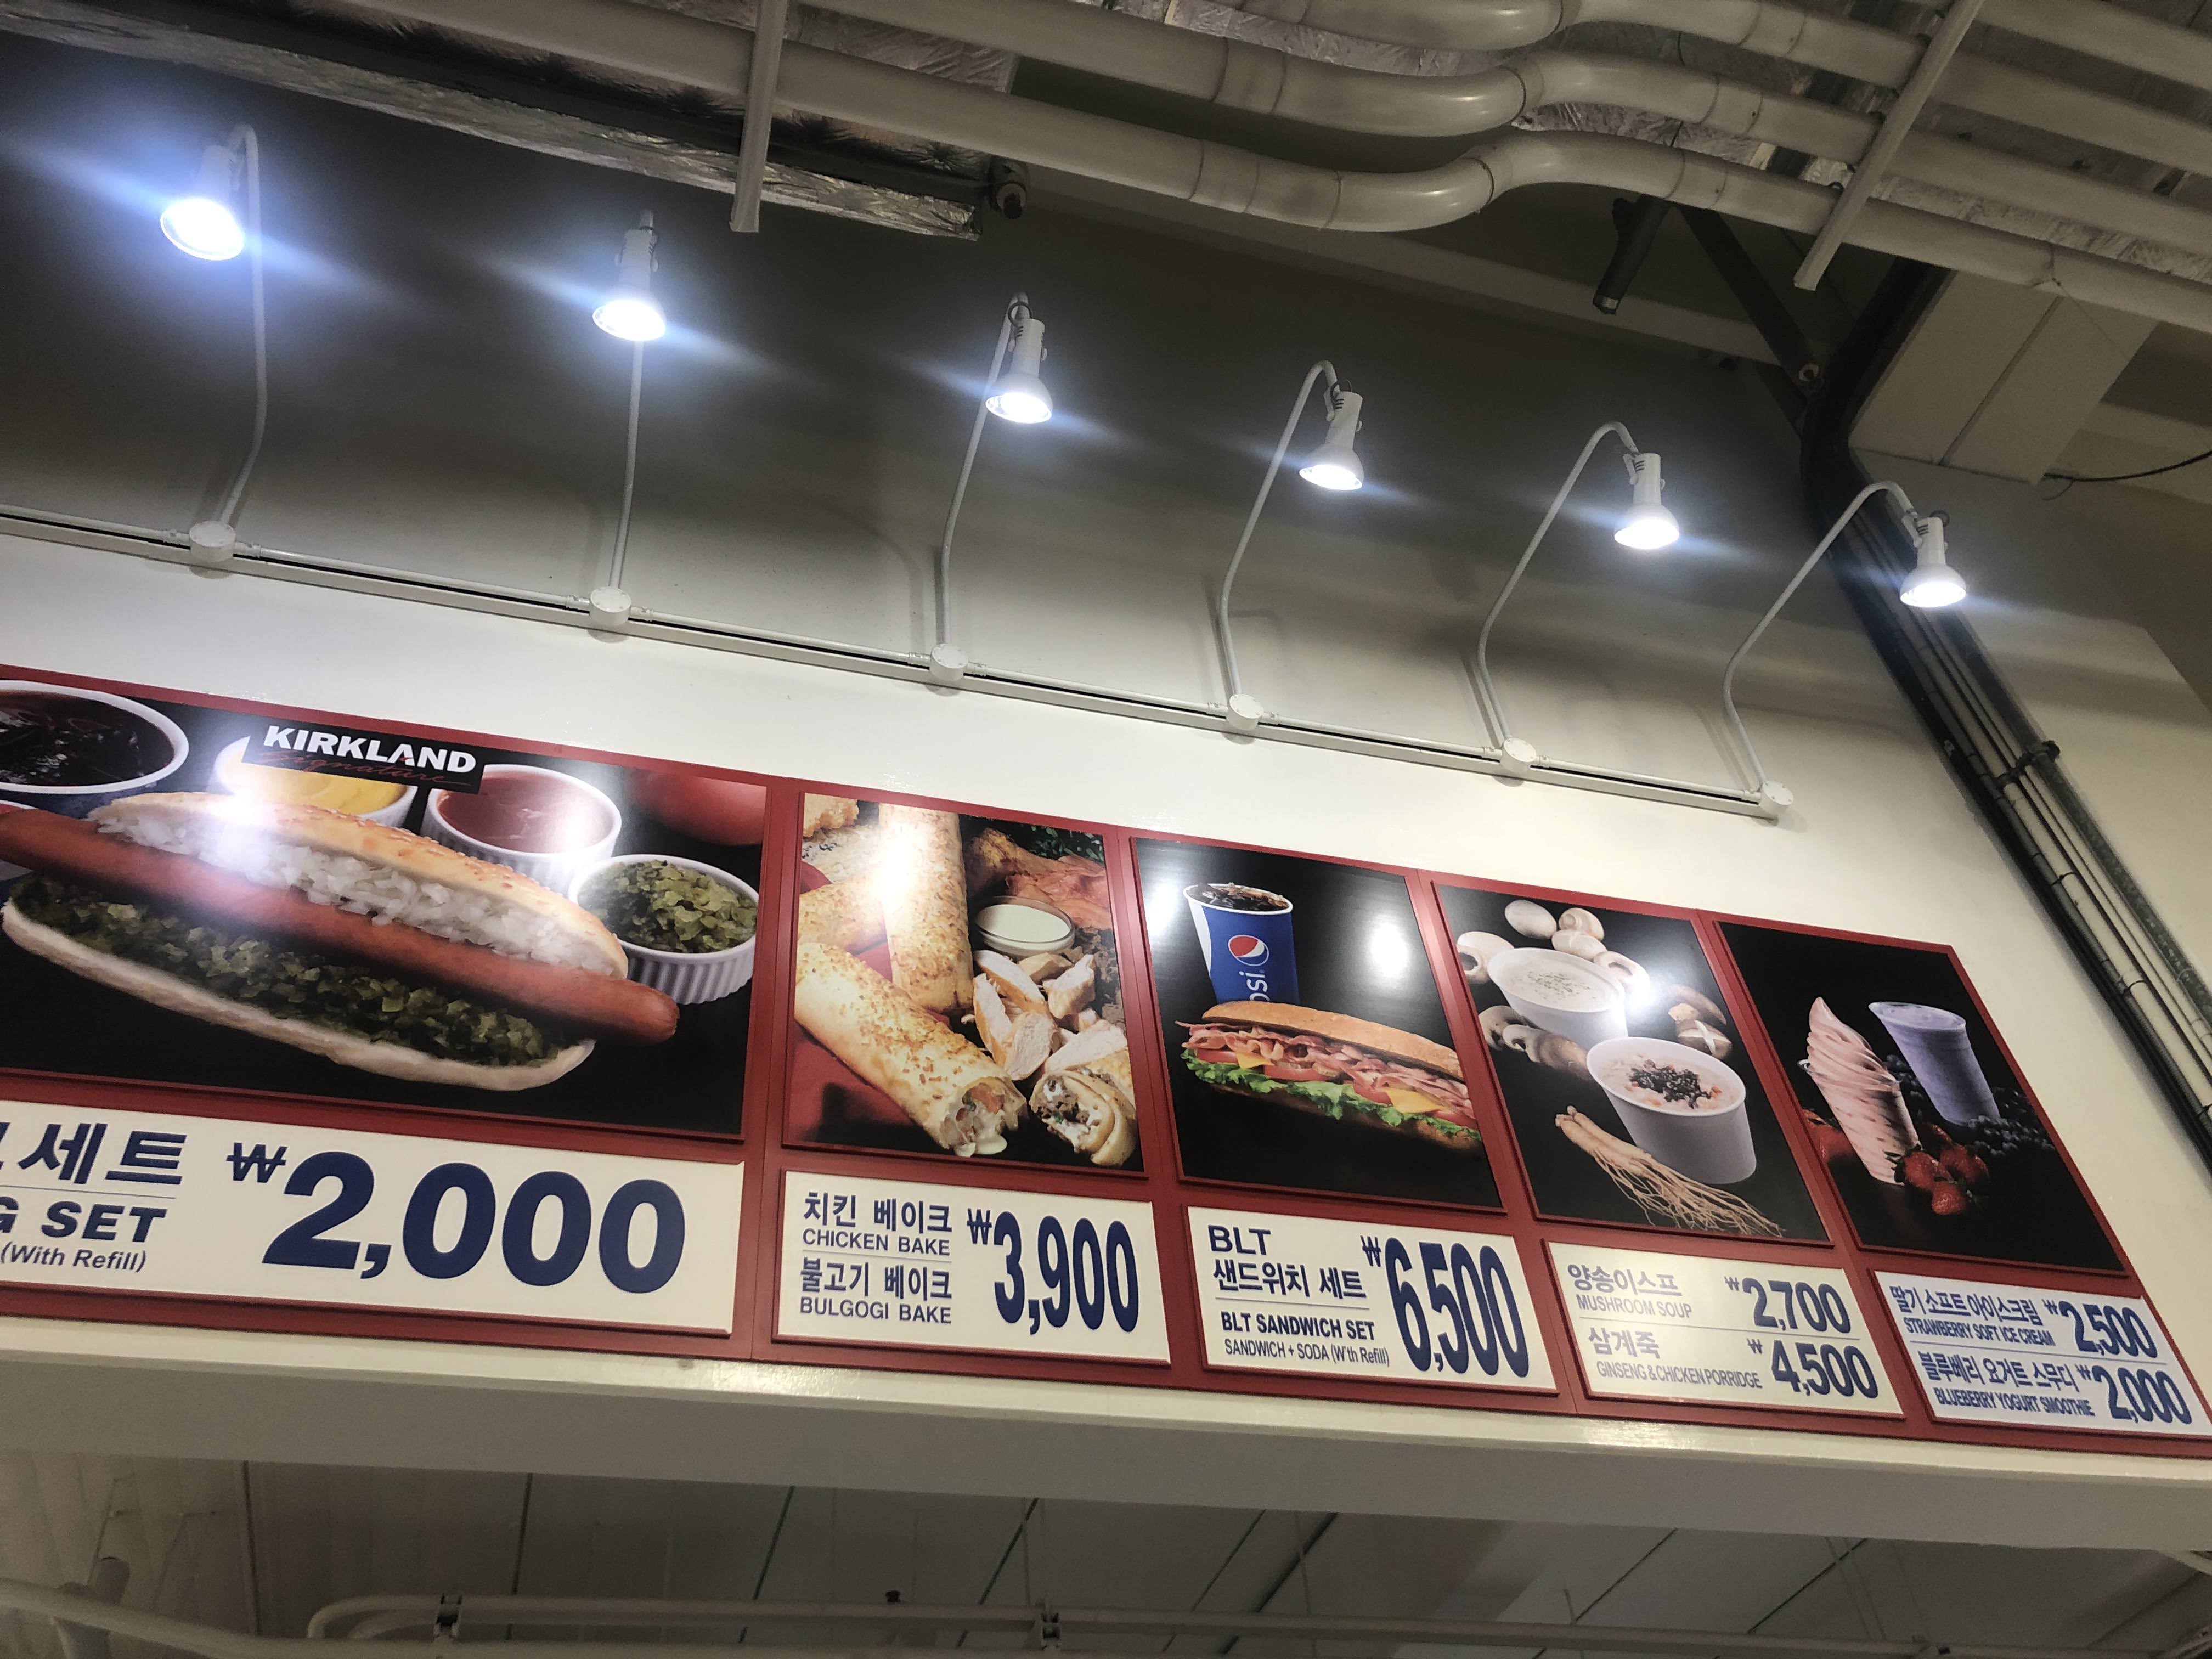 KIRKLAND
Signature
세트
₩2,000
G SET
(With Refill)
치킨 베이크
CHICKEN BAKE
불고기 베이크
BULGOGI BAKE
₩3,900
psi
BLT
샌드위치 세트
BLT SANDWICH SET
SANDWICH + SODA (With Refill)
₩6,500
양송이스프
MUSHROOM SOUP
₩2,700
삼계죽
GINSENG & CHICKEN PORRIDGE
₩4,500
딸기 소프트 아이스크림
STRAWBERRY SOFT ICE CREAM
₩2,500
블루베리 요거트 스무디
BLUEBERRY YOGURT SMOOTHIE
₩2,000